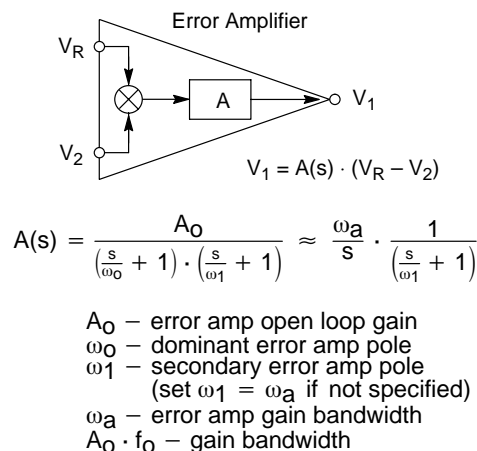 Error Amplifier
V_R
A
V_1
V_2
V_1 = A(s) · (V_R − V_2)
A(s) = A_o / ((s/ω_o + 1) · (s/ω_1 + 1)) ≈ ω_a/s · 1/(s/ω_1 + 1)
A_o − error amp open loop gain
ω_o − dominant error amp pole
ω_1 − secondary error amp pole
(set ω_1 = ω_a if not specified)
ω_a − error amp gain bandwidth
A_o · f_o − gain bandwidth